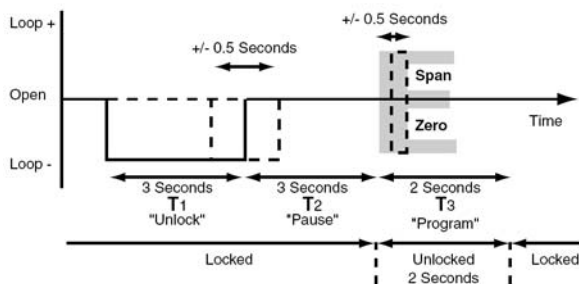 Loop +
+/- 0.5 Seconds
+/- 0.5 Seconds
Span
Open
Zero
Time
Loop -
3 Seconds
3 Seconds
2 Seconds
T1
T2
T3
"Unlock"
"Pause"
"Program"
Locked
Unlocked
Locked
2 Seconds